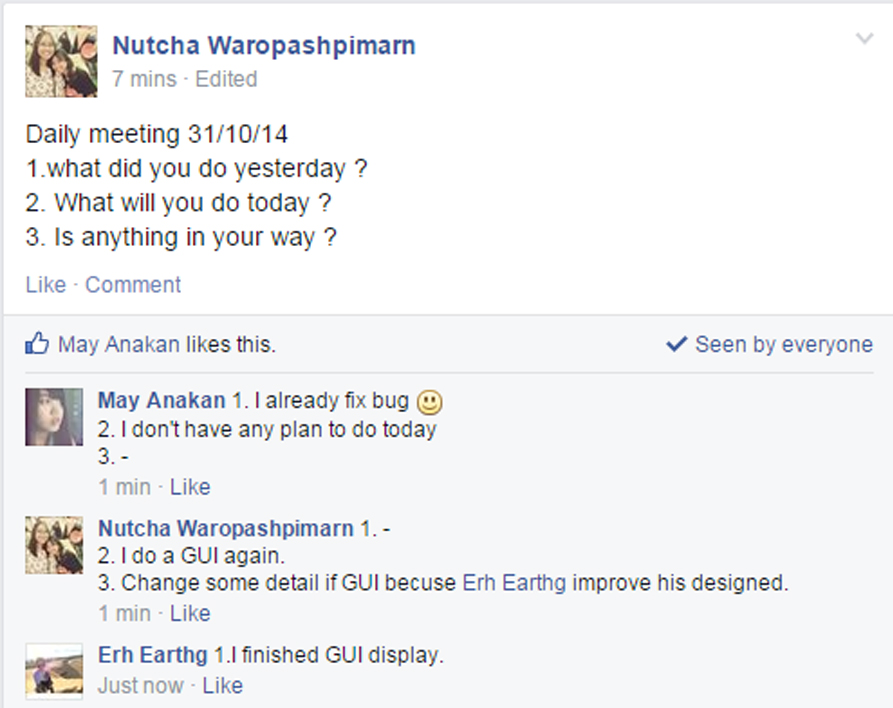 Nutcha Waropashpimarn
7 mins · Edited
Daily meeting 31/10/14
1.what did you do yesterday ?
2. What will you do today ?
3. Is anything in your way ?
Like · Comment
May Anakan likes this.
Seen by everyone
May Anakan 1. I already fix bug
2. I don't have any plan to do today
3. -
1 min · Like
Nutcha Waropashpimarn 1. -
2. I do a GUI again.
3. Change some detail if GUI becuse Erh Earthg improve his designed.
1 min · Like
Erh Earthg 1.I finished GUI display.
Just now · Like